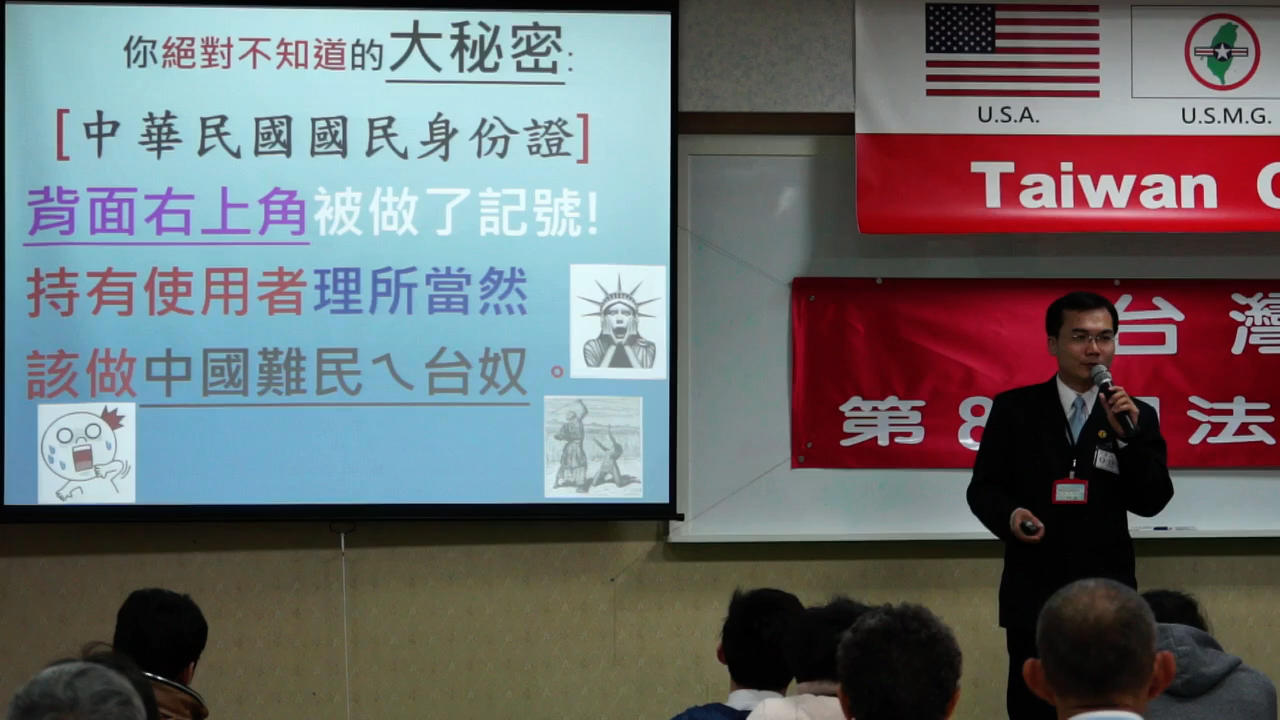 你絕對不知道的大秘密:
[中華民國國民身份證]
背面右上角被做了記號!
持有使用者理所當然
該做中國難民ㄟ台奴。
U.S.A.
U.S.M.G.
Taiwan C
台灣
第8
法